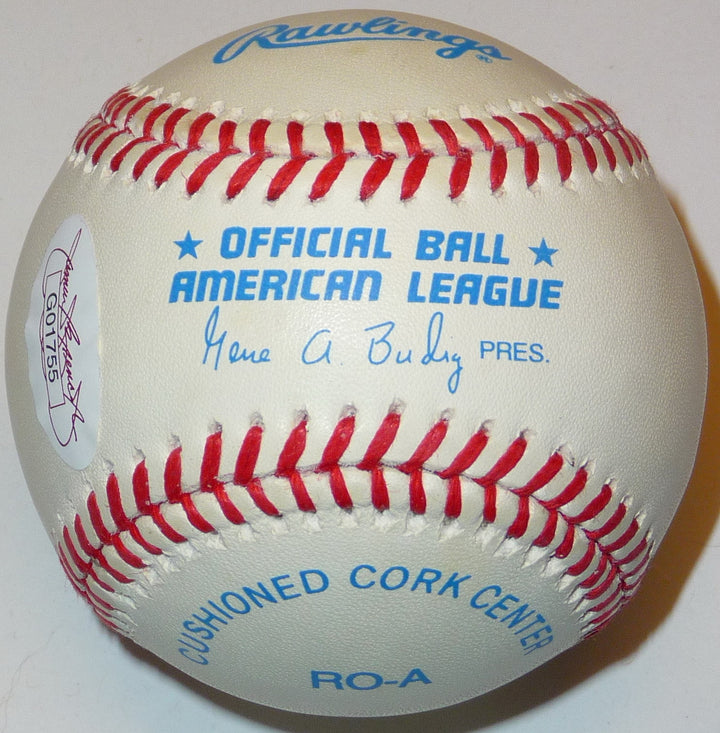 Rawlings®
★ OFFICIAL BALL ★
AMERICAN LEAGUE
Gene A. Budig PRES.
CUSHIONED CORK CENTER
RO-A
G01755